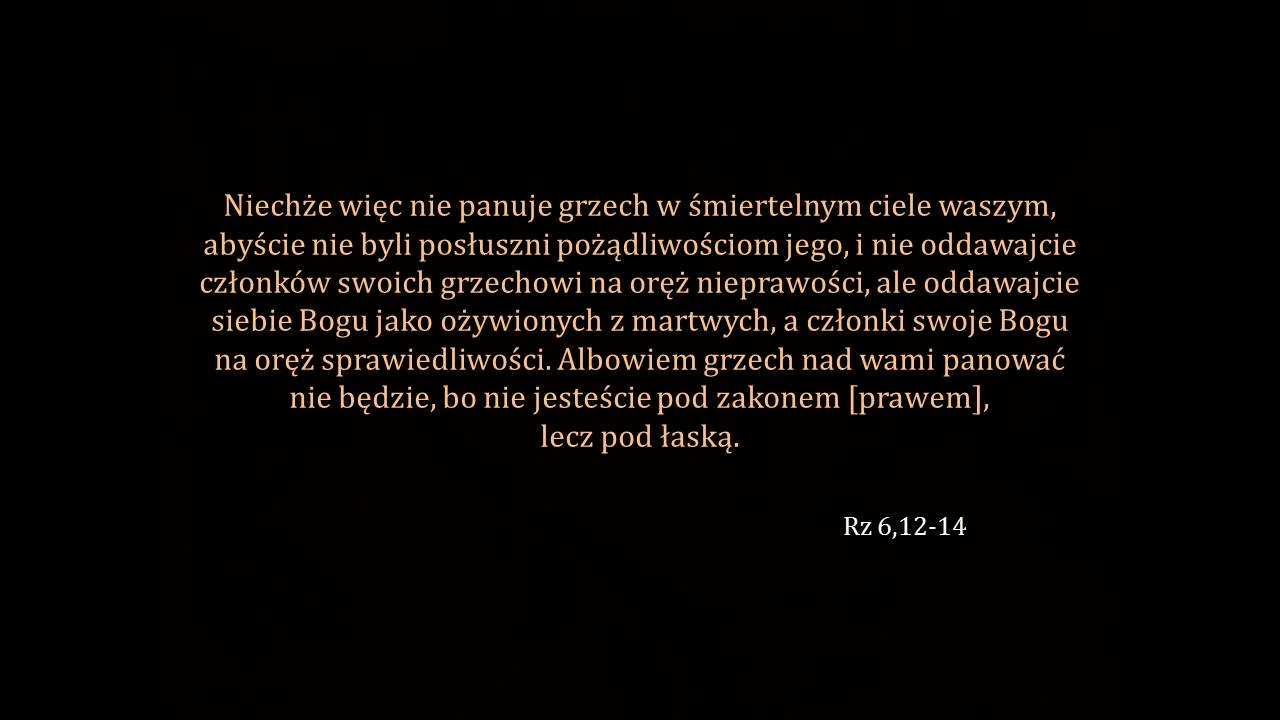 Niechże więc nie panuje grzech w śmiertelnym ciele waszym,
abyście nie byli posłuszni pożądliwościom jego, i nie oddawajcie
członków swoich grzechowi na oręż nieprawości, ale oddawajcie
siebie Bogu jako ożywionych z martwych, a członki swoje Bogu
na oręż sprawiedliwości. Albowiem grzech nad wami panować
nie będzie, bo nie jesteście pod zakonem [prawem],
lecz pod łaską.
Rz 6,12-14